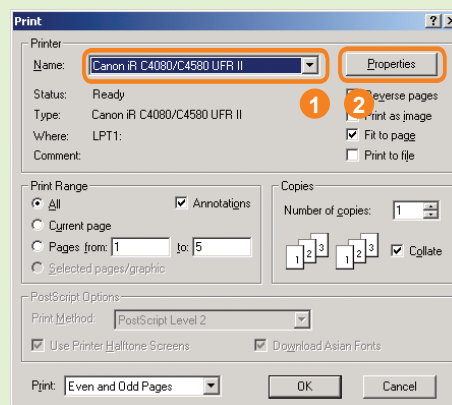 Print
Printer
Name: Canon iR C4080/C4580 UFR II Properties
1 2
Status: Ready Reverse pages
Type: Canon iR C4080/C4580 UFR II Print as image
Where: LPT1: Fit to page
Comment: Print to file
Print Range
All Annotations
Current page
Pages from: 1 to: 5
Selected pages/graphic
Copies
Number of copies: 1
1 2 3 1 2 3 Collate
PostScript Options
Print Method: PostScript Level 2
Use Printer Halftone Screens Download Asian Fonts
Print: Even and Odd Pages OK Cancel